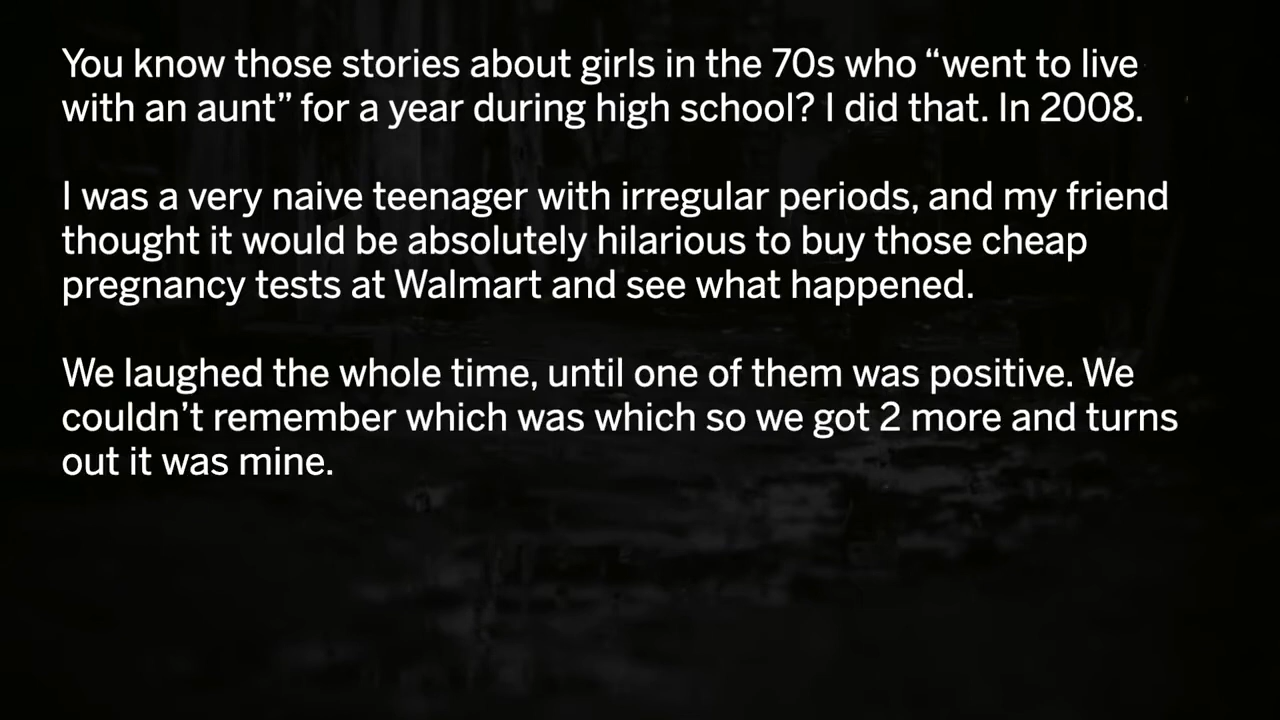 You know those stories about girls in the 70s who “went to live
with an aunt” for a year during high school? I did that. In 2008.
I was a very naive teenager with irregular periods, and my friend
thought it would be absolutely hilarious to buy those cheap
pregnancy tests at Walmart and see what happened.
We laughed the whole time, until one of them was positive. We
couldn’t remember which was which so we got 2 more and turns
out it was mine.